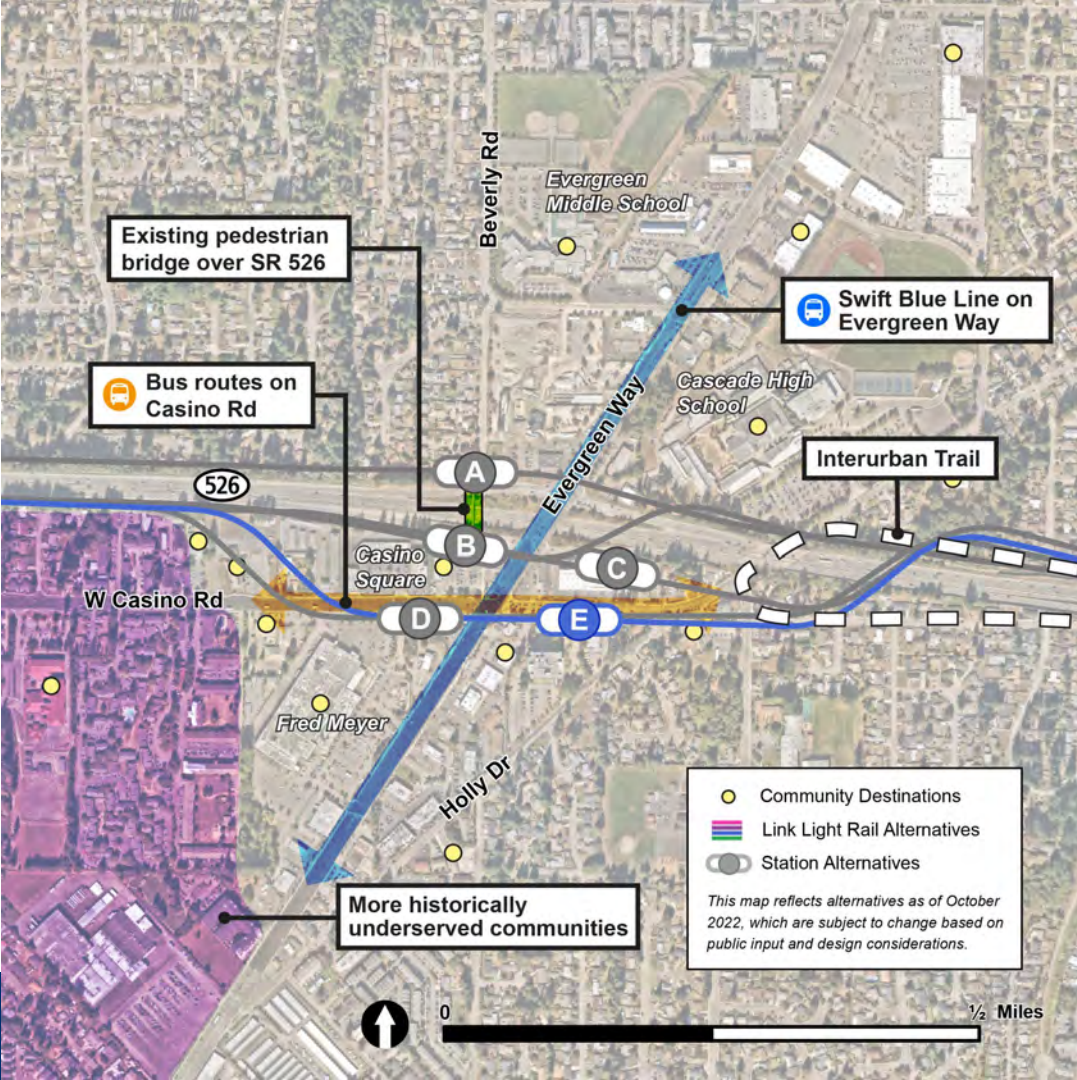 Beverly Rd
Evergreen
Middle School
Existing pedestrian
bridge over SR 526
Swift Blue Line on
Evergreen Way
Bus routes on
Casino Rd
Cascade High
School
Evergreen Way
Interurban Trail
526
A
B
Casino
Square
C
W Casino Rd
D
E
Fred Meyer
Holly Dr
Community Destinations
Link Light Rail Alternatives
Station Alternatives
This map reflects alternatives as of October
2022, which are subject to change based on
public input and design considerations.
More historically
underserved communities
0
½ Miles